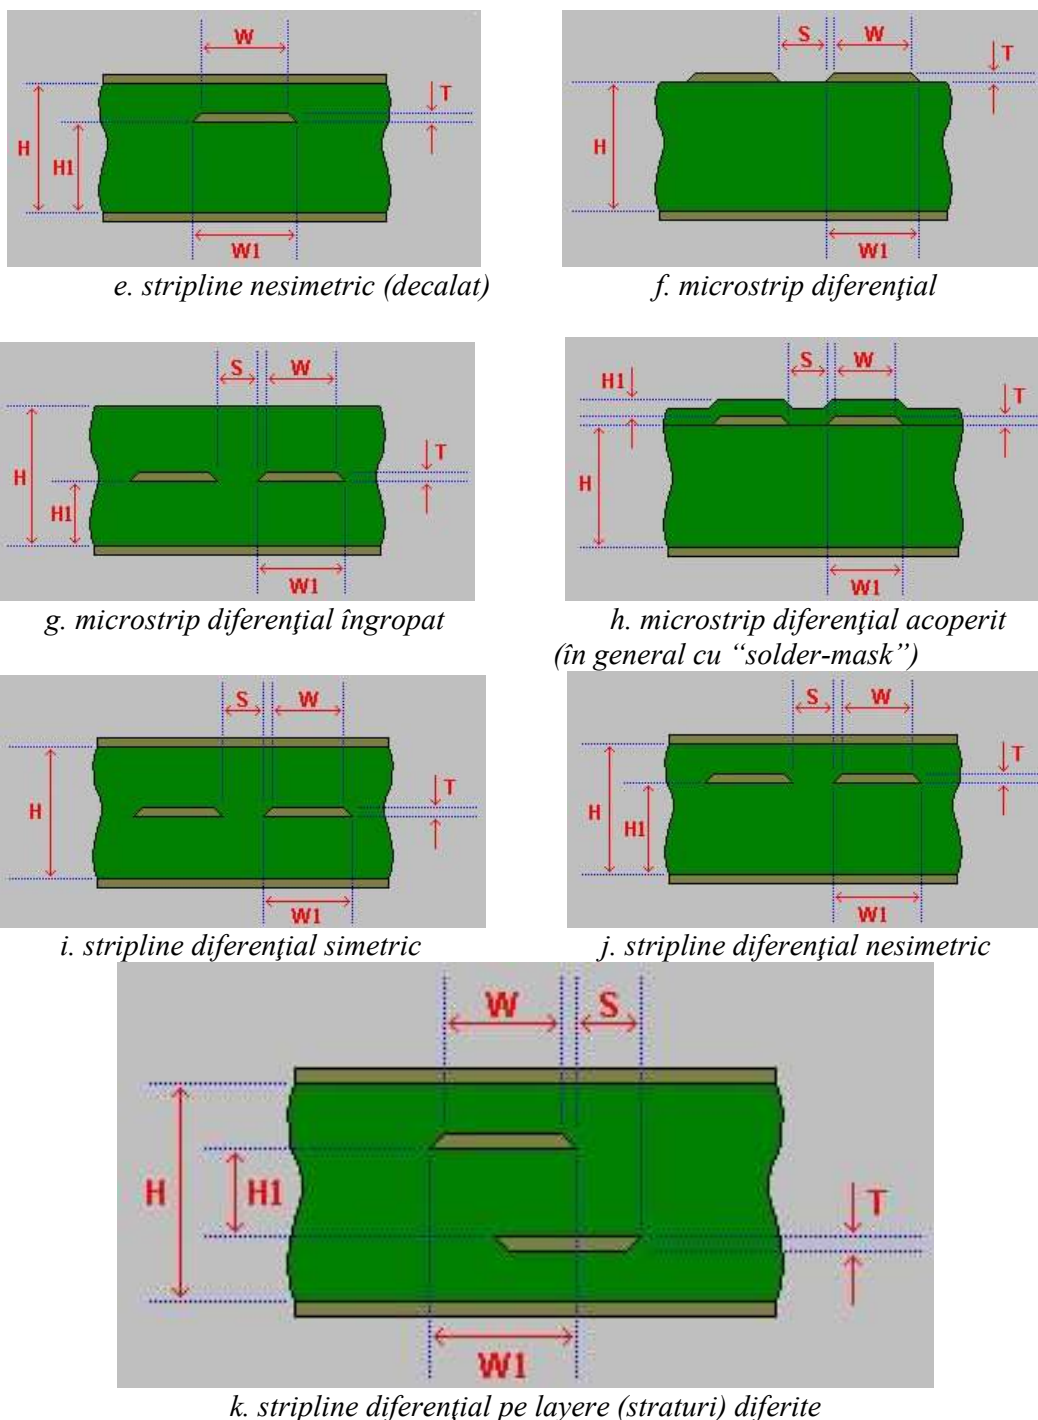 W
T
H
H1
W1
S
W
T
H
W1
e. stripline nesimetric (decalat)
f. microstrip diferenţial
S
W
T
H
H1
W1
H1
S
W
T
H
W1
g. microstrip diferenţial îngropat
h. microstrip diferenţial acoperit
(în general cu “solder-mask”)
S
W
T
H
W1
S
W
T
H
H1
W1
i. stripline diferenţial simetric
j. stripline diferenţial nesimetric
W
S
H
H1
T
W1
k. stripline diferenţial pe layere (straturi) diferite